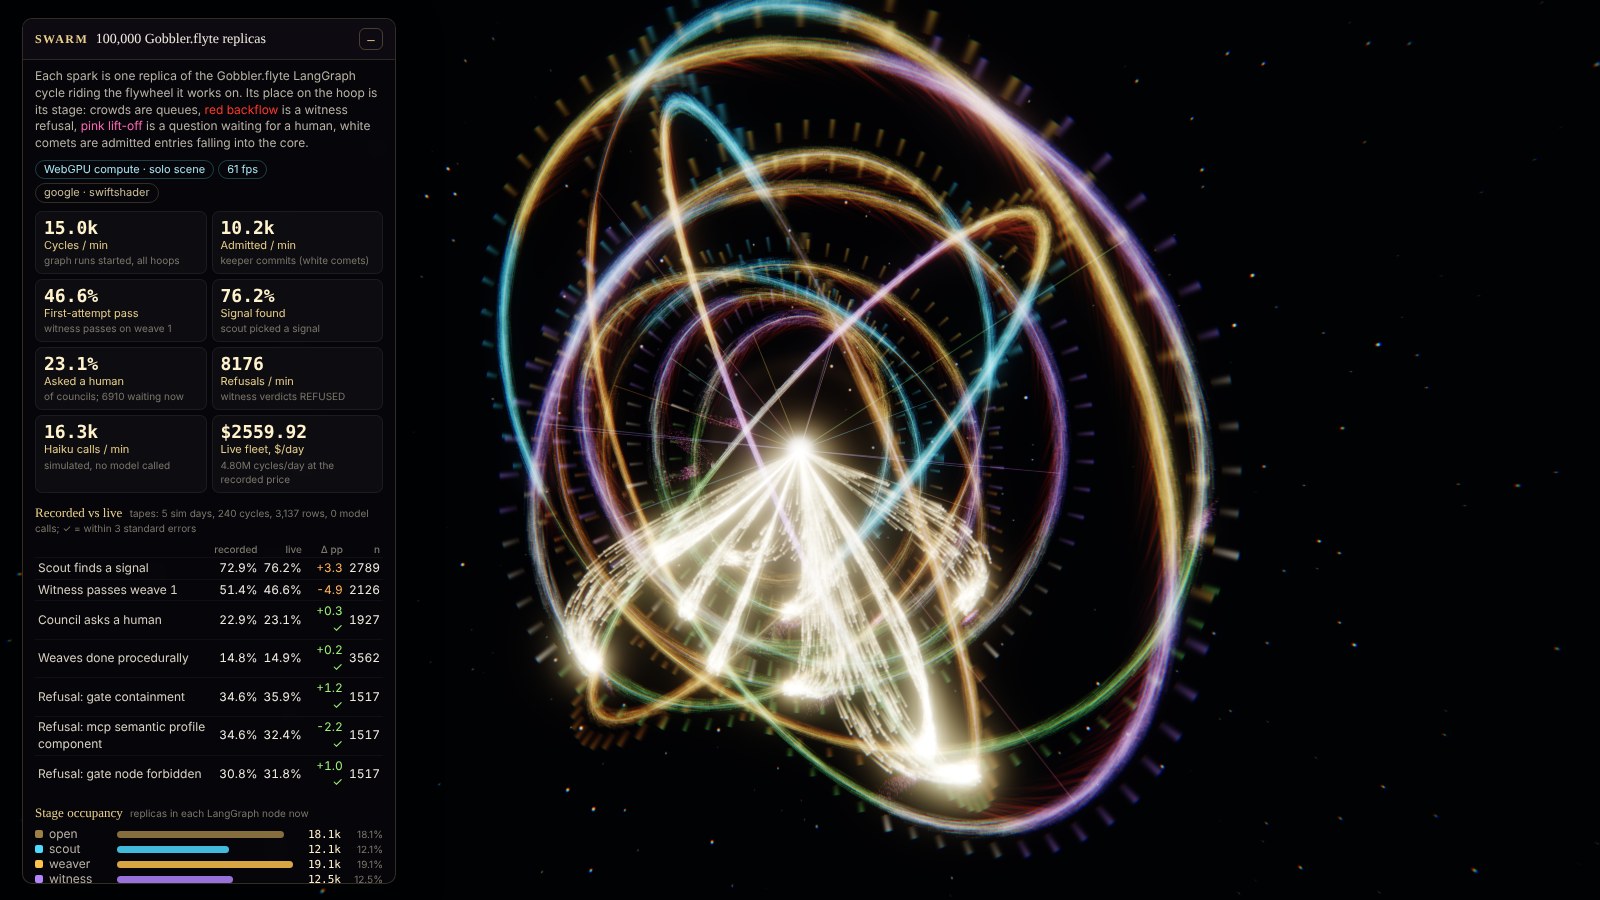 SWARM 100,000 Gobbler.flyte replicas
–
Each spark is one replica of the Gobbler.flyte LangGraph
cycle riding the flywheel it works on. Its place on the hoop is
its stage: crowds are queues, red backflow is a witness
refusal, pink lift-off is a question waiting for a human, white
comets are admitted entries falling into the core.
WebGPU compute · solo scene 61 fps
google · swiftshader
15.0k
Cycles / min
graph runs started, all hoops
10.2k
Admitted / min
keeper commits (white comets)
46.6%
First-attempt pass
witness passes on weave 1
76.2%
Signal found
scout picked a signal
23.1%
Asked a human
of councils; 6910 waiting now
8176
Refusals / min
witness verdicts REFUSED
16.3k
Haiku calls / min
simulated, no model called
$2559.92
Live fleet, $/day
4.80M cycles/day at the
recorded price
Recorded vs live tapes: 5 sim days, 240 cycles, 3,137 rows, 0 model
calls; ✓ = within 3 standard errors
recorded live Δ pp n
Scout finds a signal 72.9% 76.2% +3.3 2789
Witness passes weave 1 51.4% 46.6% -4.9 2126
Council asks a human 22.9% 23.1% +0.3 ✓ 1927
Weaves done procedurally 14.8% 14.9% +0.2 ✓ 3562
Refusal: gate containment 34.6% 35.9% +1.2 ✓ 1517
Refusal: mcp semantic profile
component 34.6% 32.4% -2.2 ✓ 1517
Refusal: gate node forbidden 30.8% 31.8% +1.0 ✓ 1517
Stage occupancy replicas in each LangGraph node now
open 18.1k 18.1%
scout 12.1k 12.1%
weaver 19.1k 19.1%
witness 12.5k 12.5%